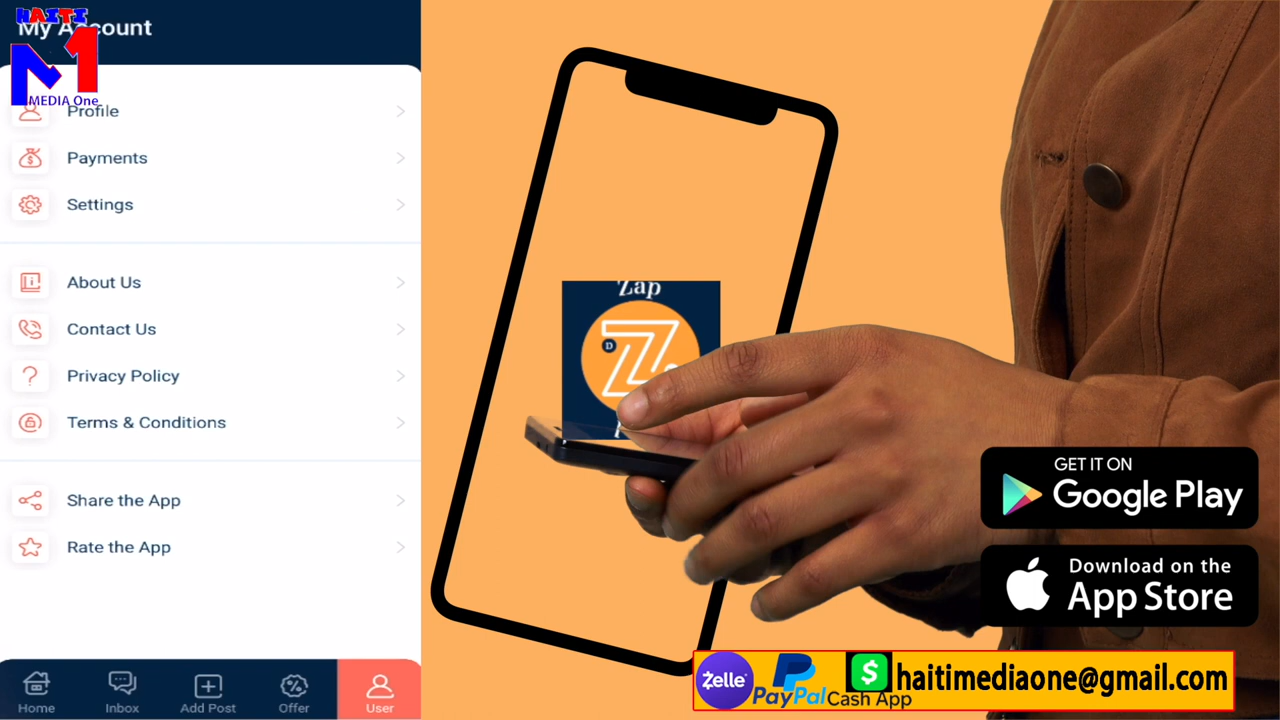 HAITI
My Account
MEDIA One
Profile
Payments
Settings
About Us
Contact Us
Privacy Policy
Terms & Conditions
Share the App
Rate the App
Home
Inbox
Add Post
Offer
User
Zap
D
GET IT ON
Google Play
Download on the
App Store
Zelle
PayPal
$
Cash App
haitimediaone@gmail.com